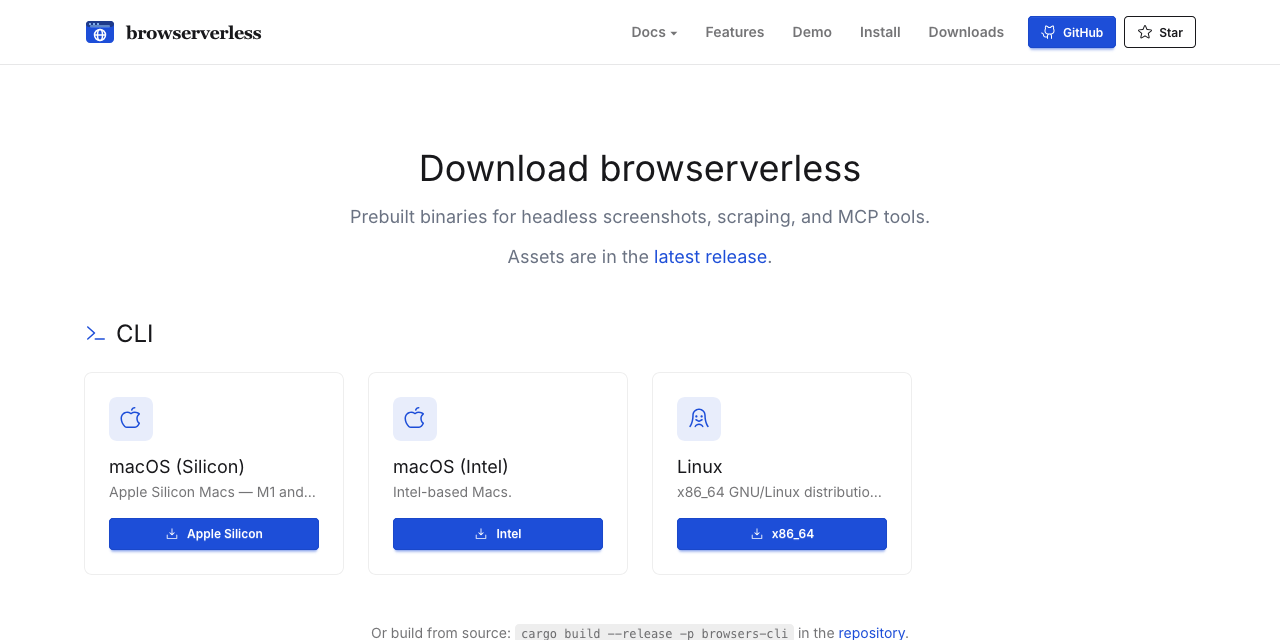 browserverless
Docs
Features
Demo
Install
Downloads
GitHub
Star
Download browserverless
Prebuilt binaries for headless screenshots, scraping, and MCP tools.
Assets are in the latest release.
CLI
macOS (Silicon)
Apple Silicon Macs — M1 and...
Apple Silicon
macOS (Intel)
Intel-based Macs.
Intel
Linux
x86_64 GNU/Linux distributio...
x86_64
Or build from source: cargo build --release -p browsers-cli in the repository.